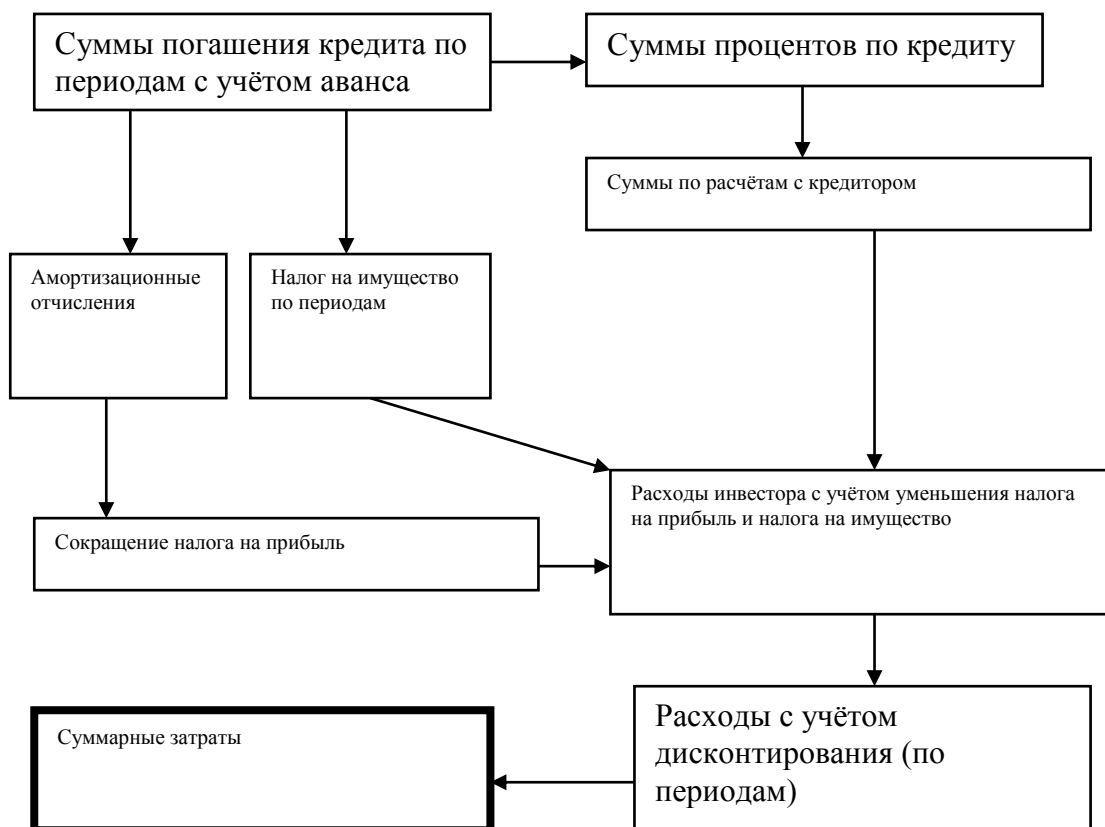 Суммы погашения кредита по
периодам с учётом аванса
Суммы процентов по кредиту
Суммы по расчётам с кредитором
Амортизационные
отчисления
Налог на имущество
по периодам
Расходы инвестора с учётом уменьшения налога
на прибыль и налога на имущество
Сокращение налога на прибыль
Расходы с учётом
дисконтирования (по
периодам)
Суммарные затраты